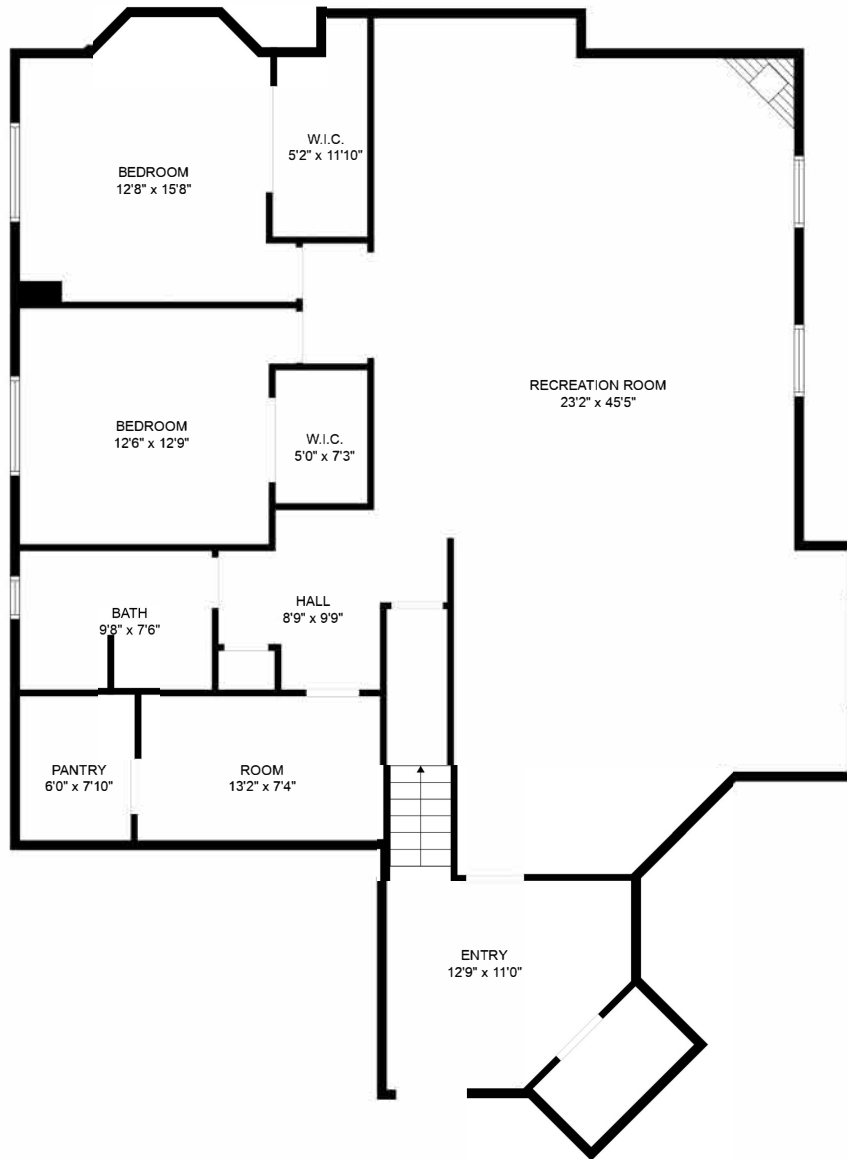 W.I.C.
5'2" x 11'10"
BEDROOM
12'8" x 15'8"
RECREATION ROOM
23'2" x 45'5"
BEDROOM
12'6" x 12'9"
W.I.C.
5'0" x 7'3"
HALL
8'9" x 9'9"
BATH
9'8" x 7'6"
PANTRY
6'0" x 7'10"
ROOM
13'2" x 7'4"
ENTRY
12'9" x 11'0"